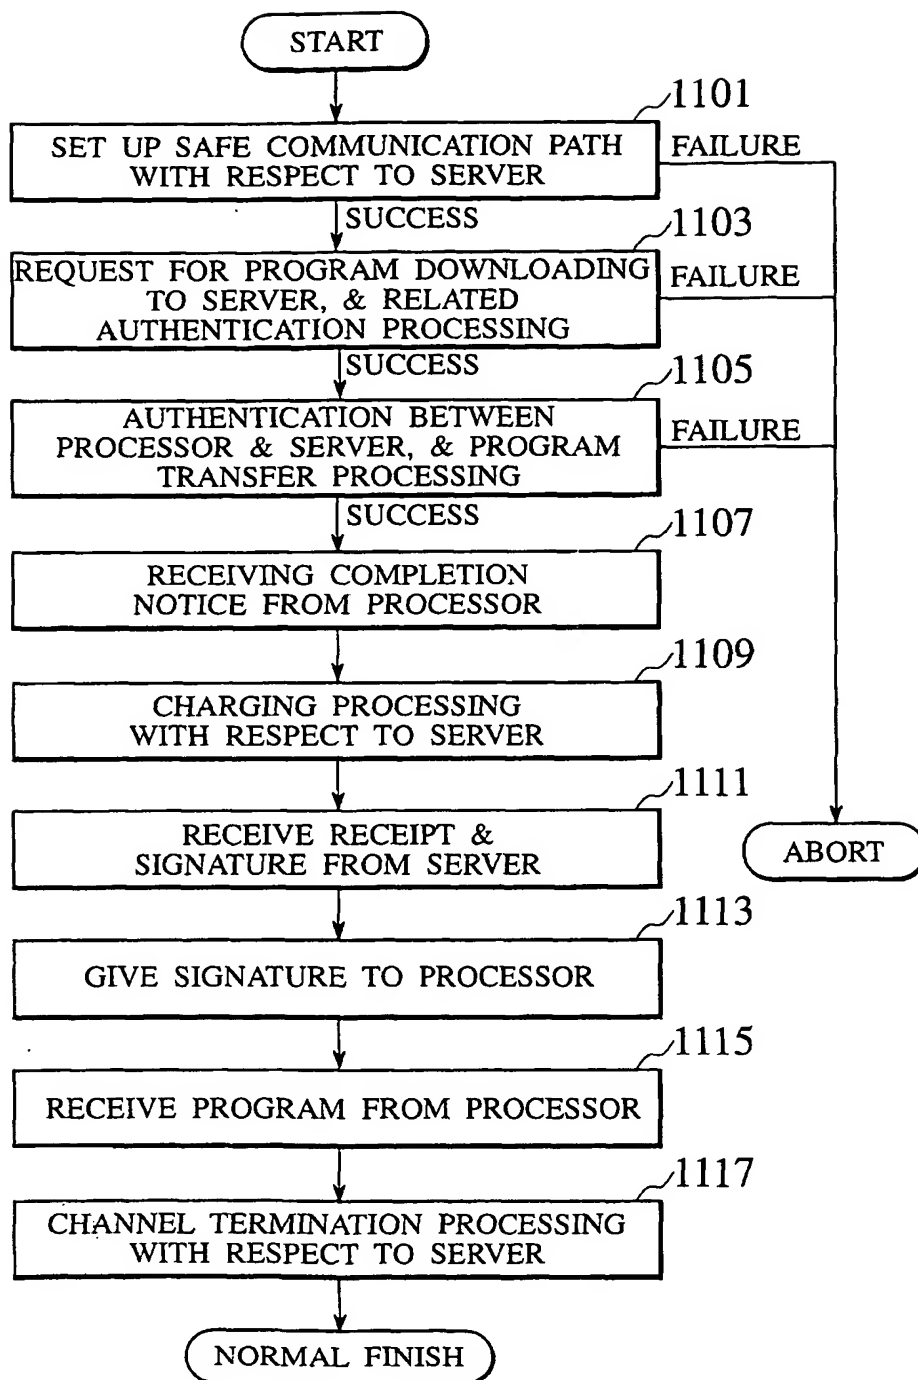 START
1101
SET UP SAFE COMMUNICATION PATH
WITH RESPECT TO SERVER
FAILURE
SUCCESS
1103
REQUEST FOR PROGRAM DOWNLOADING
TO SERVER, & RELATED
AUTHENTICATION PROCESSING
FAILURE
SUCCESS
1105
AUTHENTICATION BETWEEN
PROCESSOR & SERVER, & PROGRAM
TRANSFER PROCESSING
FAILURE
SUCCESS
1107
RECEIVING COMPLETION
NOTICE FROM PROCESSOR
1109
CHARGING PROCESSING
WITH RESPECT TO SERVER
1111
RECEIVE RECEIPT &
SIGNATURE FROM SERVER
ABORT
1113
GIVE SIGNATURE TO PROCESSOR
1115
RECEIVE PROGRAM FROM PROCESSOR
1117
CHANNEL TERMINATION PROCESSING
WITH RESPECT TO SERVER
NORMAL FINISH